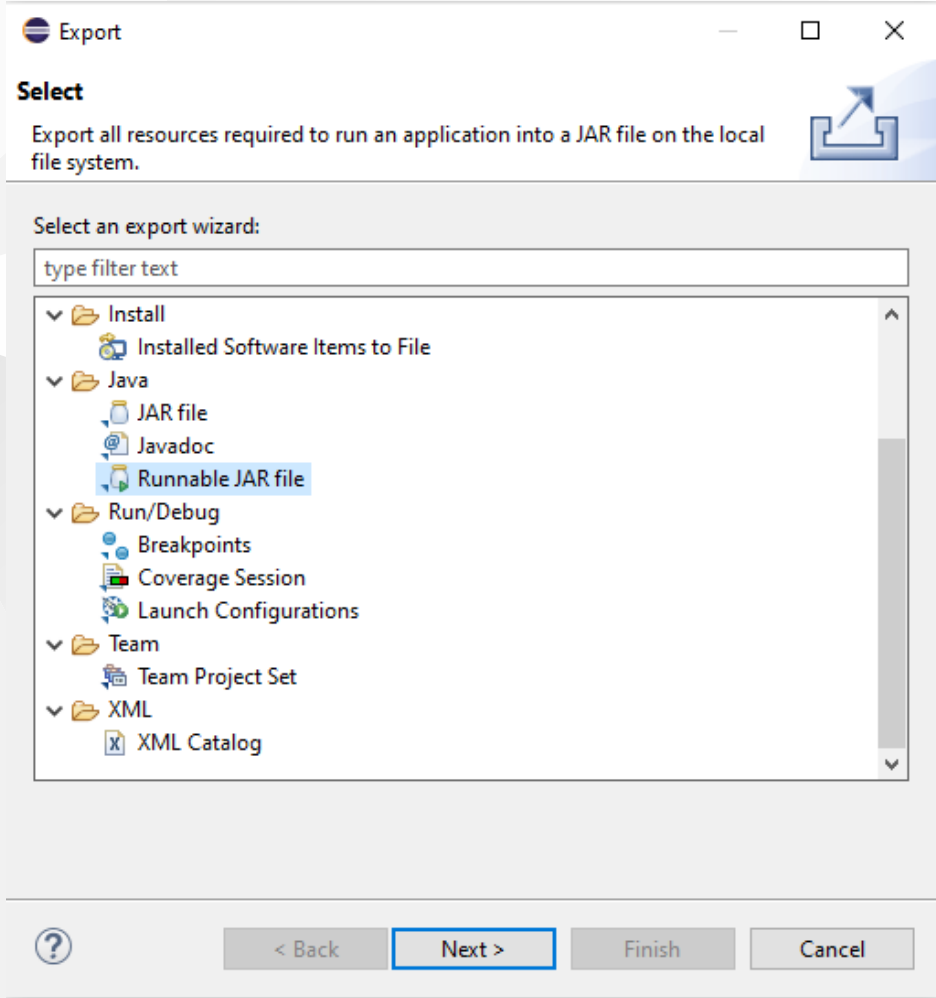 Export
Select
Export all resources required to run an application into a JAR file on the local
file system.
Select an export wizard:
type filter text
Install
Installed Software Items to File
Java
JAR file
Javadoc
Runnable JAR file
Run/Debug
Breakpoints
Coverage Session
Launch Configurations
Team
Team Project Set
XML
XML Catalog
< Back Next > Finish Cancel